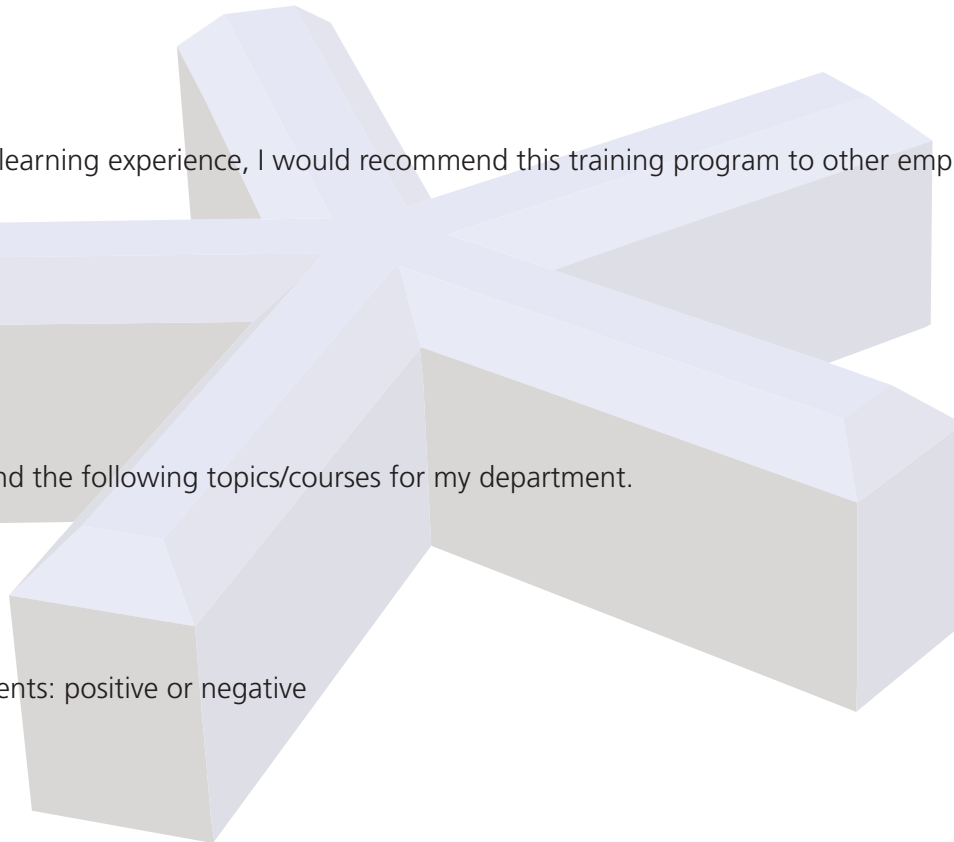 learning experience, I would recommend this training program to other emp
nd the following topics/courses for my department.
ents: positive or negative